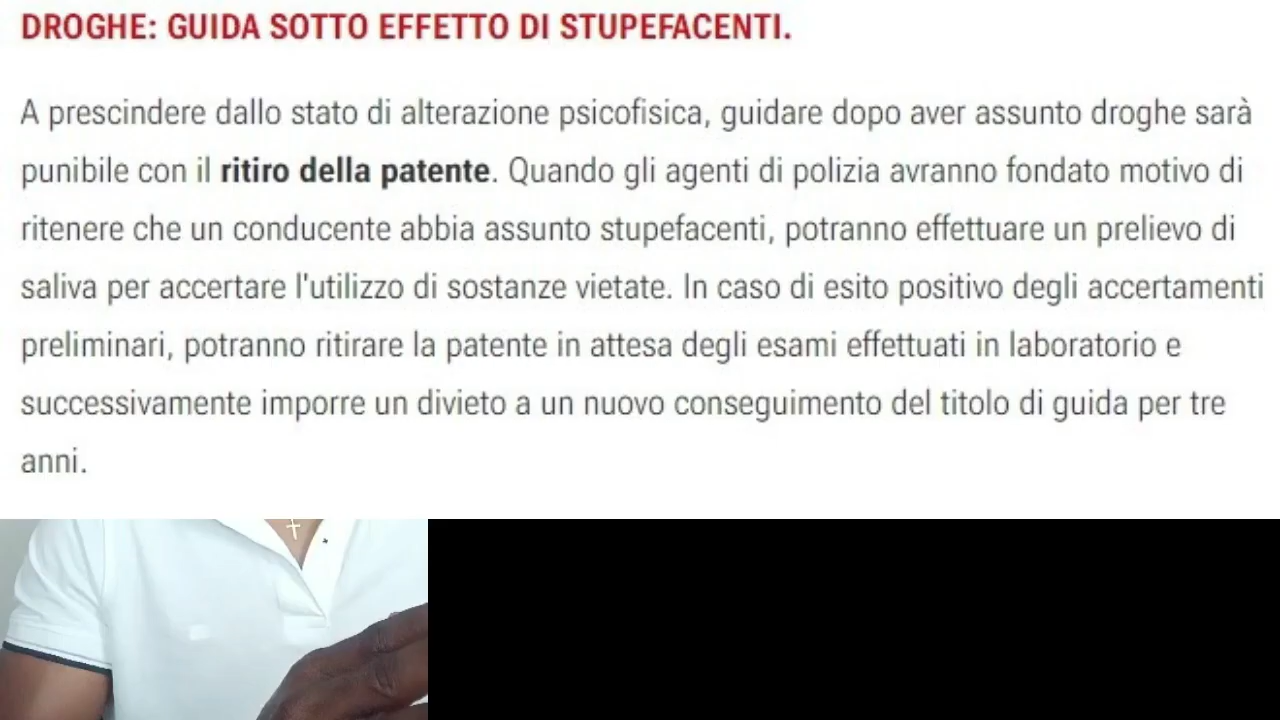 DROGHE: GUIDA SOTTO EFFETTO DI STUPEFACENTI.
A prescindere dallo stato di alterazione psicofisica, guidare dopo aver assunto droghe sarà
punibile con il ritiro della patente. Quando gli agenti di polizia avranno fondato motivo di
ritenere che un conducente abbia assunto stupefacenti, potranno effettuare un prelievo di
saliva per accertare l'utilizzo di sostanze vietate. In caso di esito positivo degli accertamenti
preliminari, potranno ritirare la patente in attesa degli esami effettuati in laboratorio e
successivamente imporre un divieto a un nuovo conseguimento del titolo di guida per tre
anni.